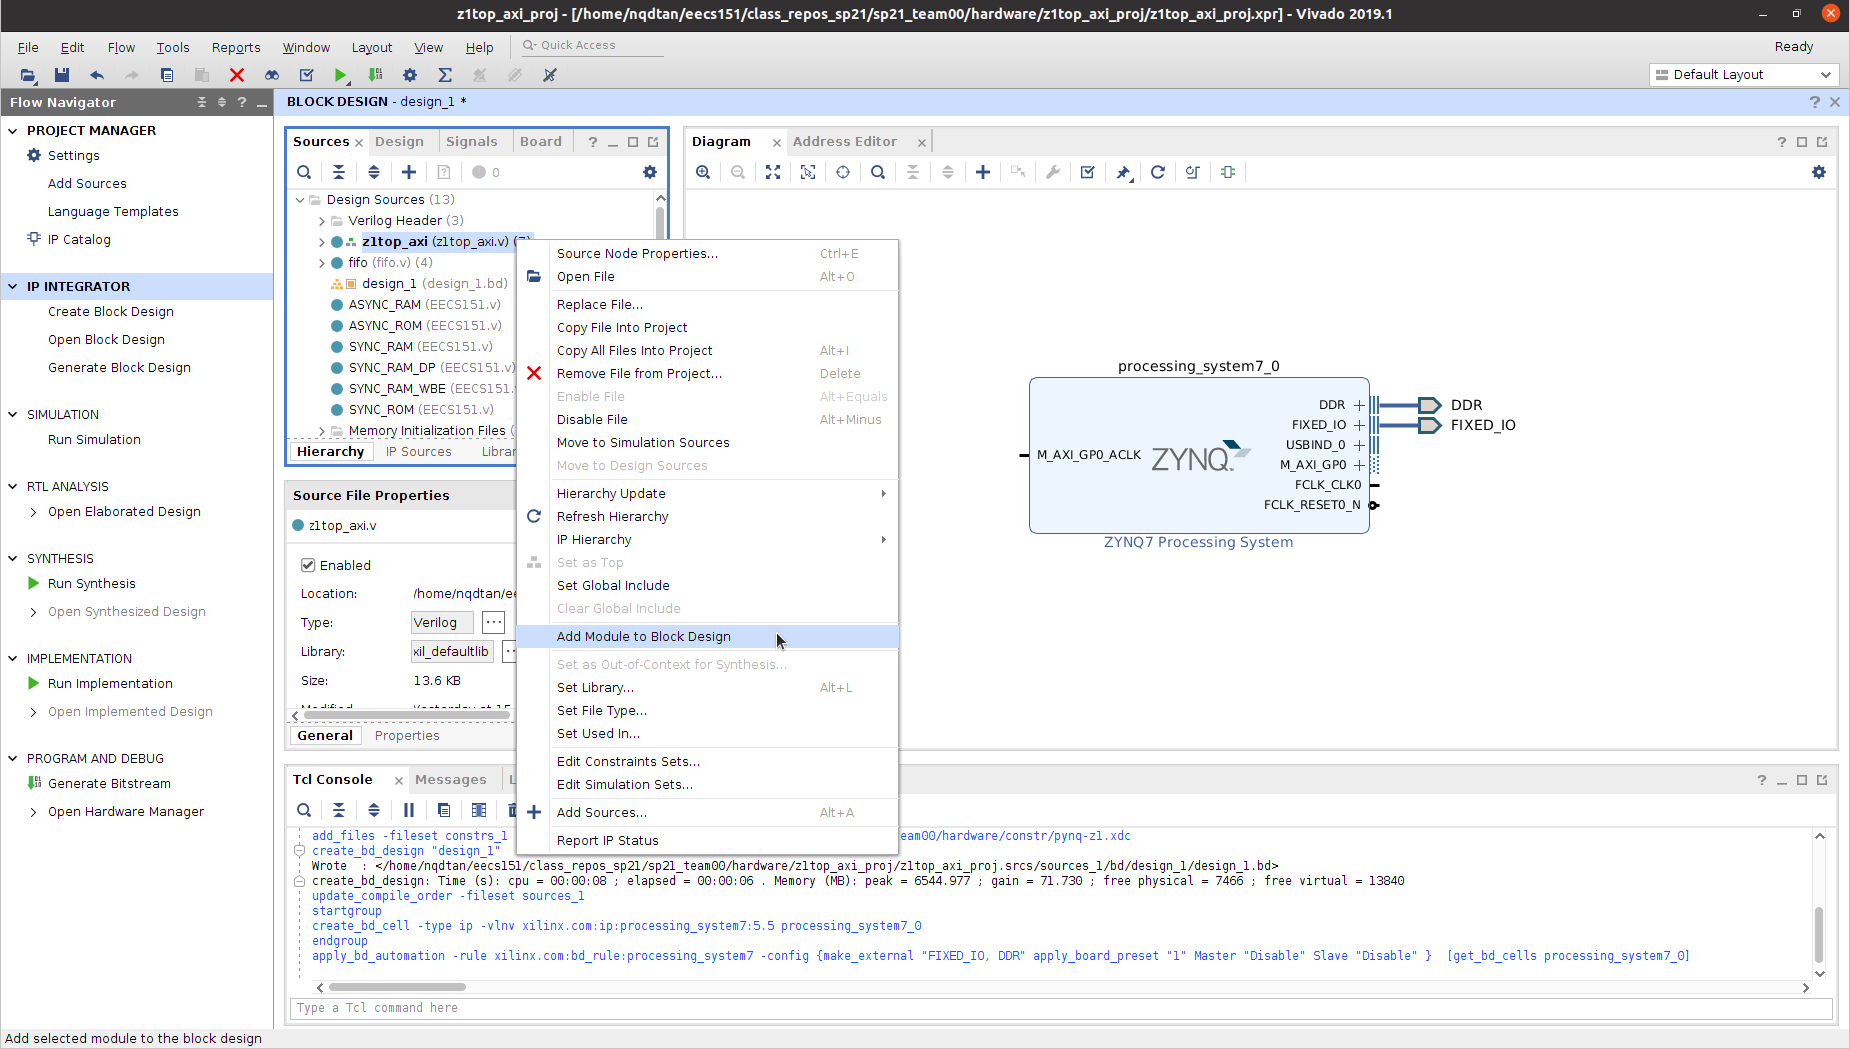 z1top_axi_proj - [/home/nqdtan/eecs151/class_repos_sp21/sp21_team00/hardware/z1top_axi_proj/z1top_axi_proj.xpr] - Vivado 2019.1
File Edit Flow Tools Reports Window Layout View Help Quick Access Ready
Default Layout
Flow Navigator
PROJECT MANAGER
Settings
Add Sources
Language Templates
IP Catalog
IP INTEGRATOR
Create Block Design
Open Block Design
Generate Block Design
SIMULATION
Run Simulation
RTL ANALYSIS
Open Elaborated Design
SYNTHESIS
Run Synthesis
Open Synthesized Design
IMPLEMENTATION
Run Implementation
Open Implemented Design
PROGRAM AND DEBUG
Generate Bitstream
Open Hardware Manager
BLOCK DESIGN - design_1 *
Sources Design Signals Board
0
Design Sources (13)
Verilog Header (3)
z1top_axi (z1top_axi.v)
fifo (fifo.v) (4)
design_1 (design_1.bd)
ASYNC_RAM (EECS151.v)
ASYNC_ROM (EECS151.v)
SYNC_RAM (EECS151.v)
SYNC_RAM_DP (EECS151.v)
SYNC_RAM_WBE (EECS151.v)
SYNC_ROM (EECS151.v)
Memory Initialization Files (
Hierarchy IP Sources Librar
Source File Properties
z1top_axi.v
Enabled
Location: /home/nqdtan/ee
Type: Verilog
Library: xil_defaultlib
Size: 13.6 KB
General Properties
Source Node Properties... Ctrl+E
Open File Alt+O
Replace File...
Copy File Into Project
Copy All Files Into Project Alt+I
Remove File from Project... Delete
Enable File Alt+Equals
Disable File Alt+Minus
Move to Simulation Sources
Move to Design Sources
Hierarchy Update
Refresh Hierarchy
IP Hierarchy
Set as Top
Set Global Include
Clear Global Include
Add Module to Block Design
Set as Out-of-Context for Synthesis...
Set Library... Alt+L
Set File Type...
Set Used In...
Edit Constraints Sets...
Edit Simulation Sets...
Add Sources... Alt+A
Report IP Status
Diagram Address Editor
processing_system7_0
DDR
FIXED_IO
USBIND_0
M_AXI_GP0_ACLK
ZYNQ
M_AXI_GP0
FCLK_CLK0
FCLK_RESET0_N
DDR
FIXED_IO
ZYNQ7 Processing System
Tcl Console Messages L
add_files -fileset constrs_1 eam00/hardware/constr/pynq-z1.xdc
create_bd_design "design_1"
Wrote : </home/nqdtan/eecs151/class_repos_sp21/sp21_team00/hardware/z1top_axi_proj/z1top_axi_proj.srcs/sources_1/bd/design_1/design_1.bd>
create_bd_design: Time (s): cpu = 00:00:08 ; elapsed = 00:00:06 . Memory (MB): peak = 6544.977 ; gain = 71.730 ; free physical = 7466 ; free virtual = 13840
update_compile_order -fileset sources_1
startgroup
create_bd_cell -type ip -vlnv xilinx.com:ip:processing_system7:5.5 processing_system7_0
endgroup
apply_bd_automation -rule xilinx.com:bd_rule:processing_system7 -config {make_external "FIXED_IO, DDR" apply_board_preset "1" Master "Disable" Slave "Disable" } [get_bd_cells processing_system7_0]
Type a Tcl command here
Add selected module to the block design